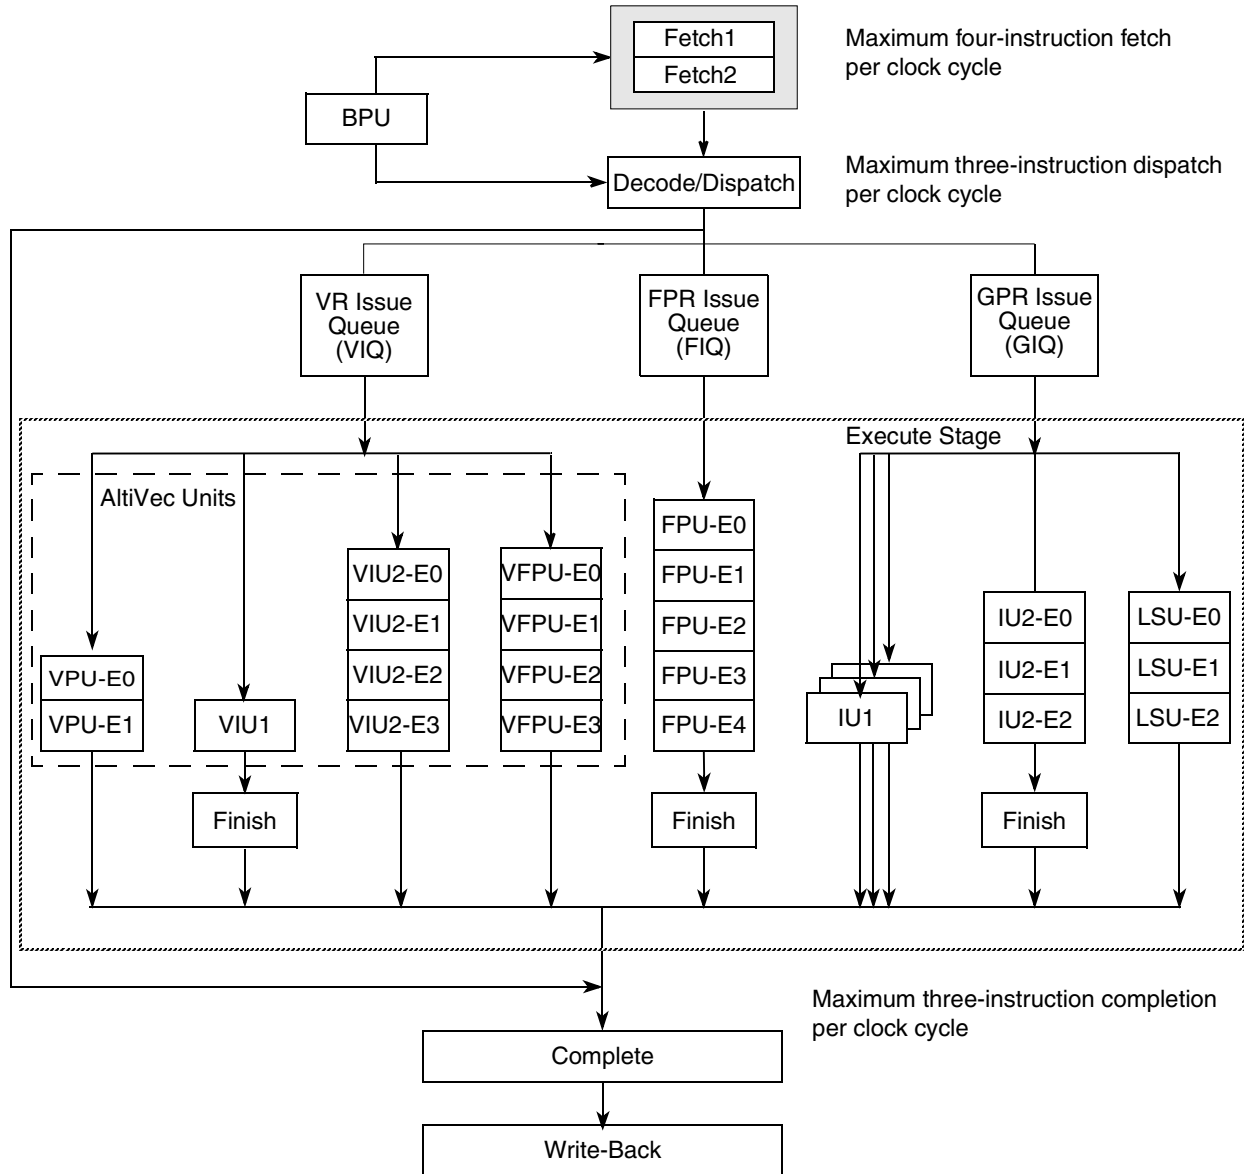 Fetch1
Fetch2
Maximum four-instruction fetch
per clock cycle
BPU
Decode/Dispatch
Maximum three-instruction dispatch
per clock cycle
VR Issue
Queue
(VIQ)
FPR Issue
Queue
(FIQ)
GPR Issue
Queue
(GIQ)
Execute Stage
AltiVec Units
VPU-E0
VPU-E1
VIU1
Finish
VIU2-E0
VIU2-E1
VIU2-E2
VIU2-E3
VFPU-E0
VFPU-E1
VFPU-E2
VFPU-E3
FPU-E0
FPU-E1
FPU-E2
FPU-E3
FPU-E4
Finish
IU1
IU2-E0
IU2-E1
IU2-E2
Finish
LSU-E0
LSU-E1
LSU-E2
Maximum three-instruction completion
per clock cycle
Complete
Write-Back